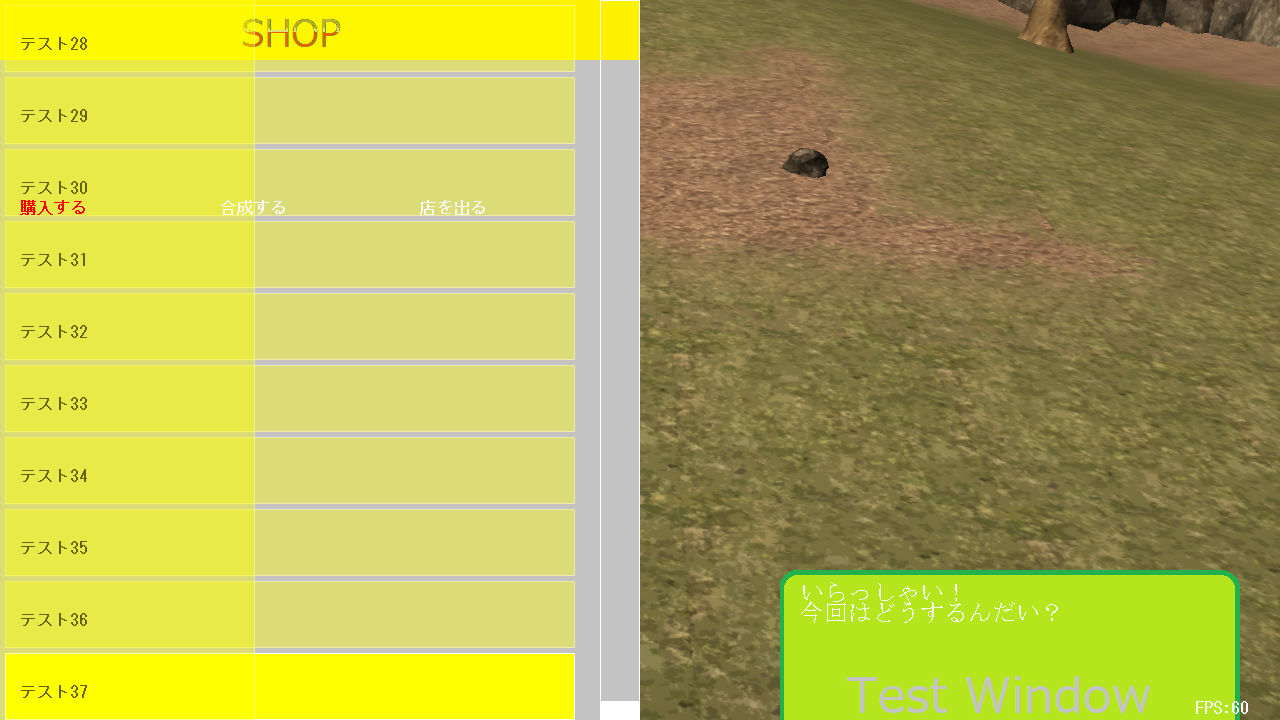 SHOP
テスト28
テスト29
テスト30
購入する 合成する 店を出る
テスト31
テスト32
テスト33
テスト34
テスト35
テスト36
テスト37
いらっしゃい！
今回はどうするんだい？
Test Window
FPS:60